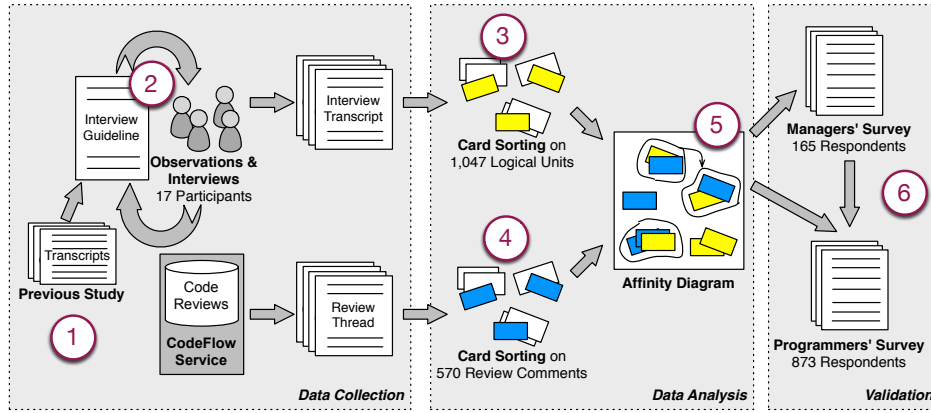 1
Transcripts
Previous Study
Interview
Guideline
2
Observations &
Interviews
17 Participants
Interview
Transcript
Code
Reviews
CodeFlow
Service
Review
Thread
Data Collection
3
Card Sorting on
1,047 Logical Units
4
Card Sorting on
570 Review Comments
5
Affinity Diagram
Data Analysis
Managers' Survey
165 Respondents
6
Programmers' Survey
873 Respondents
Validation